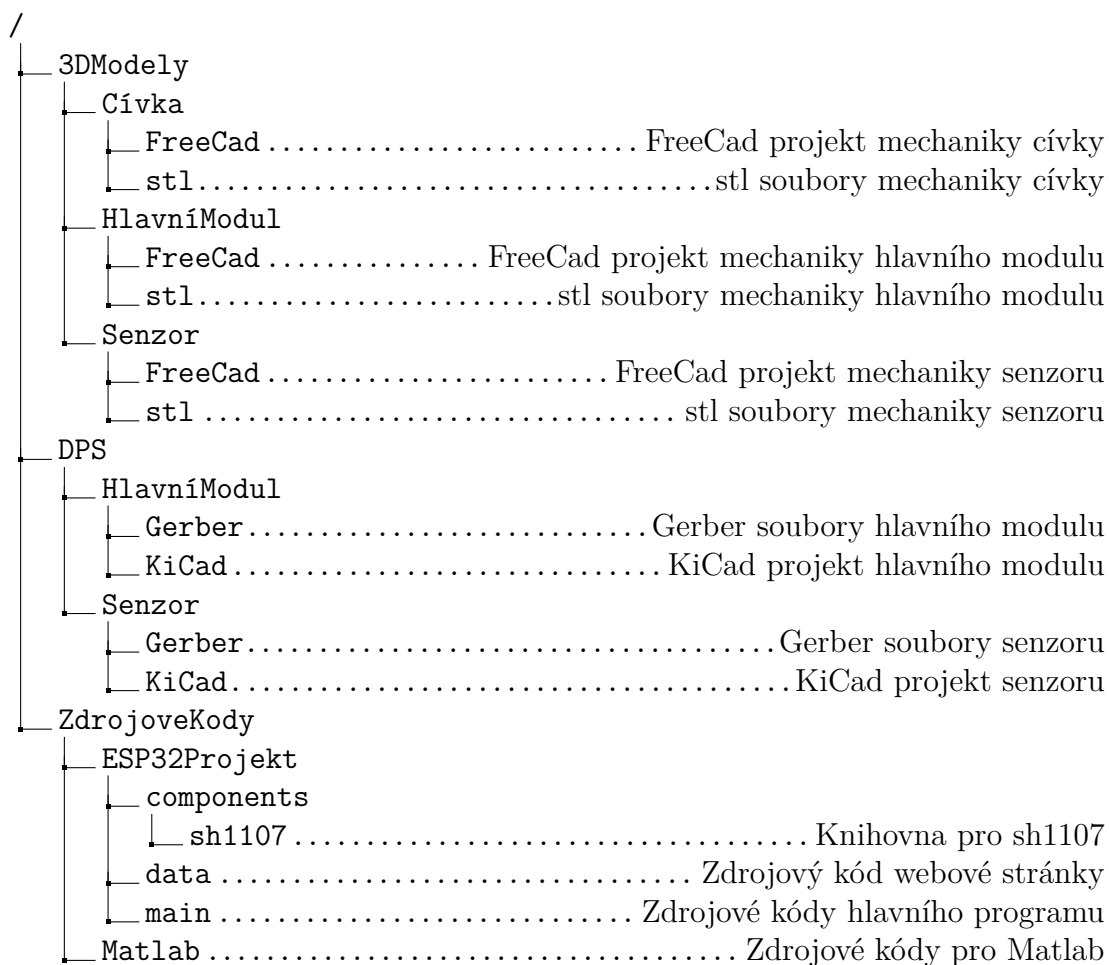 /
3DModely
Cívka
FreeCad ......................... FreeCad projekt mechaniky cívky
stl....................................stl soubory mechaniky cívky
HlavníModul
FreeCad ............... FreeCad projekt mechaniky hlavního modulu
stl.........................stl soubory mechaniky hlavního modulu
Senzor
FreeCad ....................... FreeCad projekt mechaniky senzoru
stl ................................ stl soubory mechaniky senzoru
DPS
HlavníModul
Gerber............................Gerber soubory hlavního modulu
KiCad ............................. KiCad projekt hlavního modulu
Senzor
Gerber.....................................Gerber soubory senzoru
KiCad.......................................KiCad projekt senzoru
ZdrojoveKody
ESP32Projekt
components
sh1107 ................................... Knihovna pro sh1107
data ................................ Zdrojový kód webové stránky
main ............................ Zdrojové kódy hlavního programu
Matlab .................................... Zdrojové kódy pro Matlab